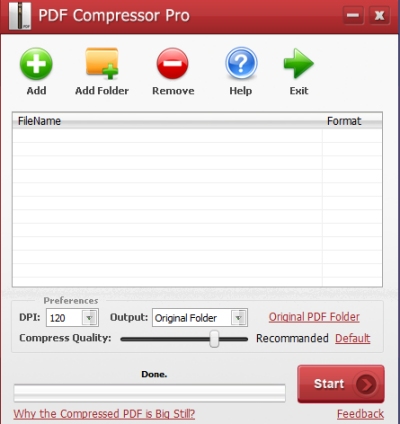 PDF Compressor Pro
Add Add Folder Remove Help Exit
FileName Format
Preferences
DPI: 120 Output: Original Folder Original PDF Folder
Compress Quality: Recommanded Default
Done.
Start
Why the Compressed PDF is Big Still? Feedback